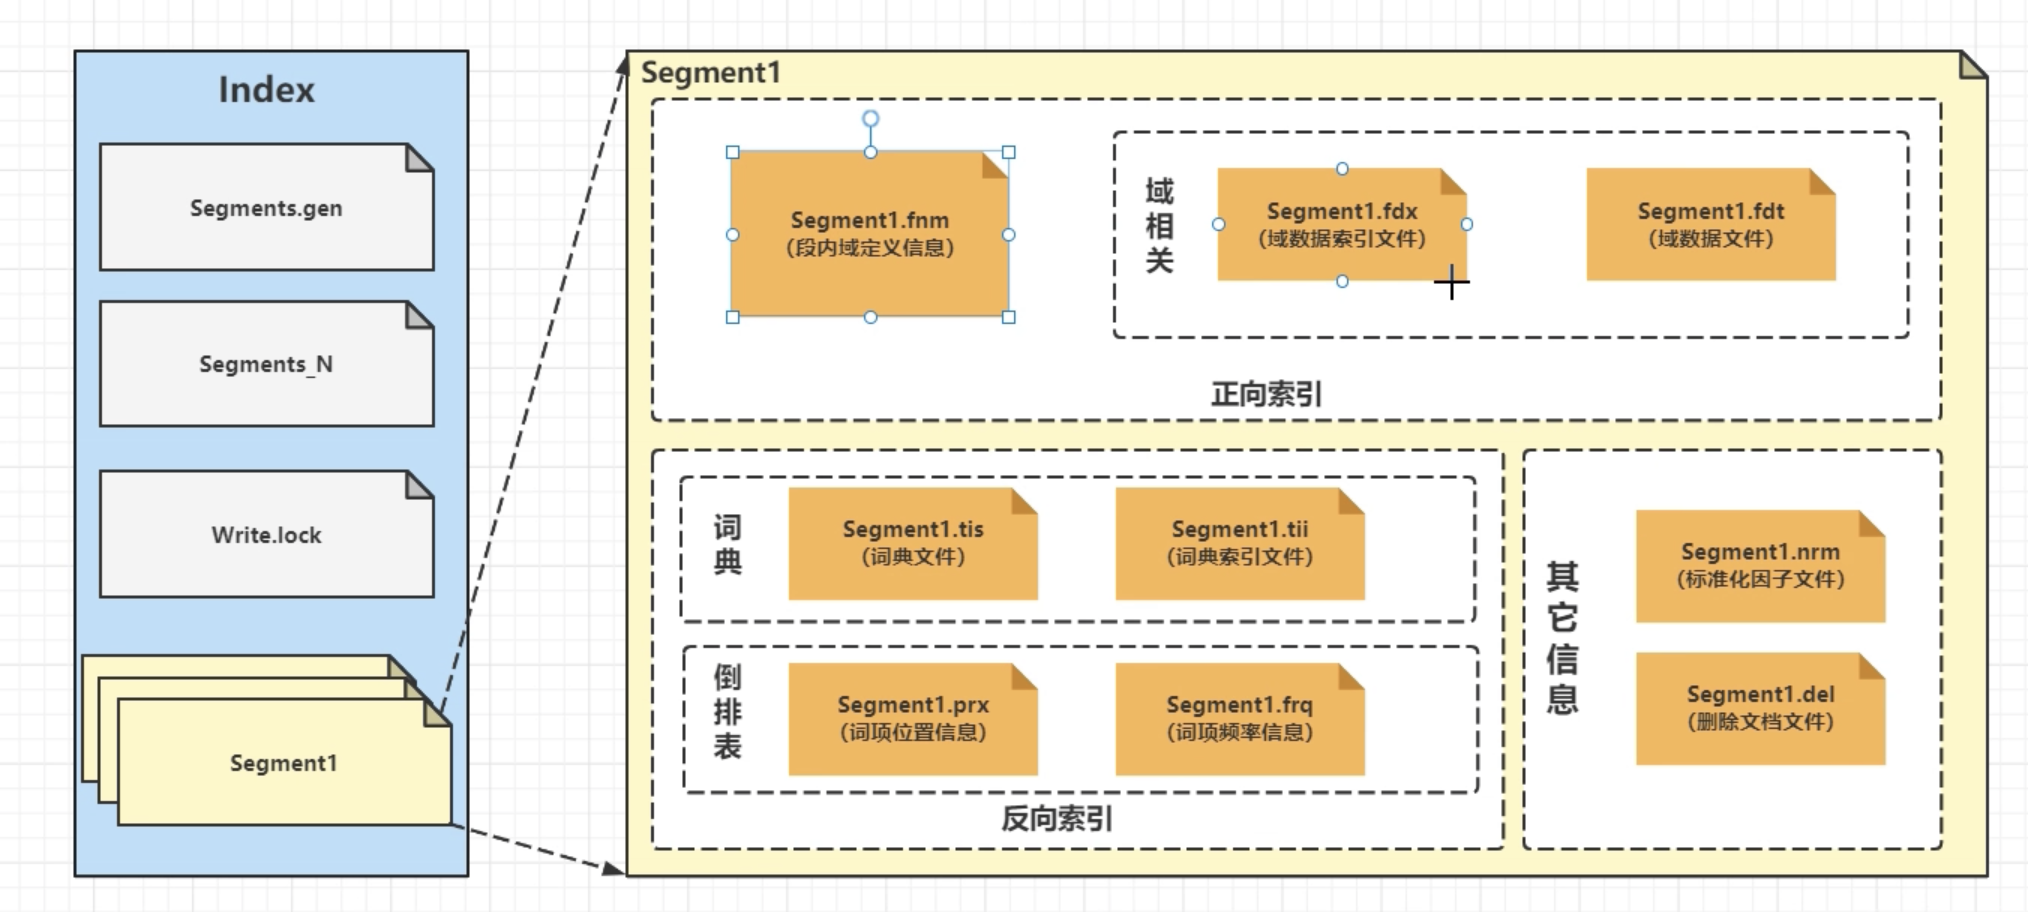 Index
Segments.gen
Segments_N
Write.lock
Segment1
Segment1
Segment1.fnm
(段内域定义信息)
域
相
关
Segment1.fdx
(域数据索引文件)
Segment1.fdt
(域数据文件)
正向索引
词
典
Segment1.tis
(词典文件)
Segment1.tii
(词典索引文件)
倒
排
表
Segment1.prx
(词项位置信息)
Segment1.frq
(词项频率信息)
反向索引
其
它
信
息
Segment1.nrm
(标准化因子文件)
Segment1.del
(删除文档文件)